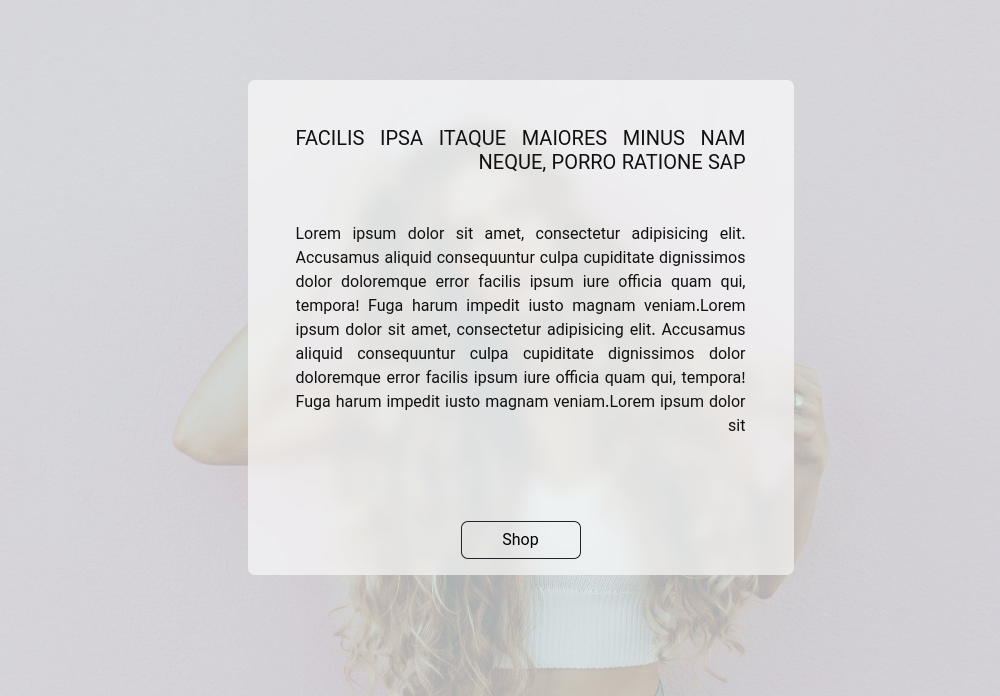 FACILIS IPSA ITAQUE MAIORES MINUS NAM
NEQUE, PORRO RATIONE SAP
Lorem ipsum dolor sit amet, consectetur adipisicing elit.
Accusamus aliquid consequuntur culpa cupiditate dignissimos
dolor doloremque error facilis ipsum iure officia quam qui,
tempora! Fuga harum impedit iusto magnam veniam.Lorem
ipsum dolor sit amet, consectetur adipisicing elit. Accusamus
aliquid consequuntur culpa cupiditate dignissimos dolor
doloremque error facilis ipsum iure officia quam qui, tempora!
Fuga harum impedit iusto magnam veniam.Lorem ipsum dolor
sit
Shop